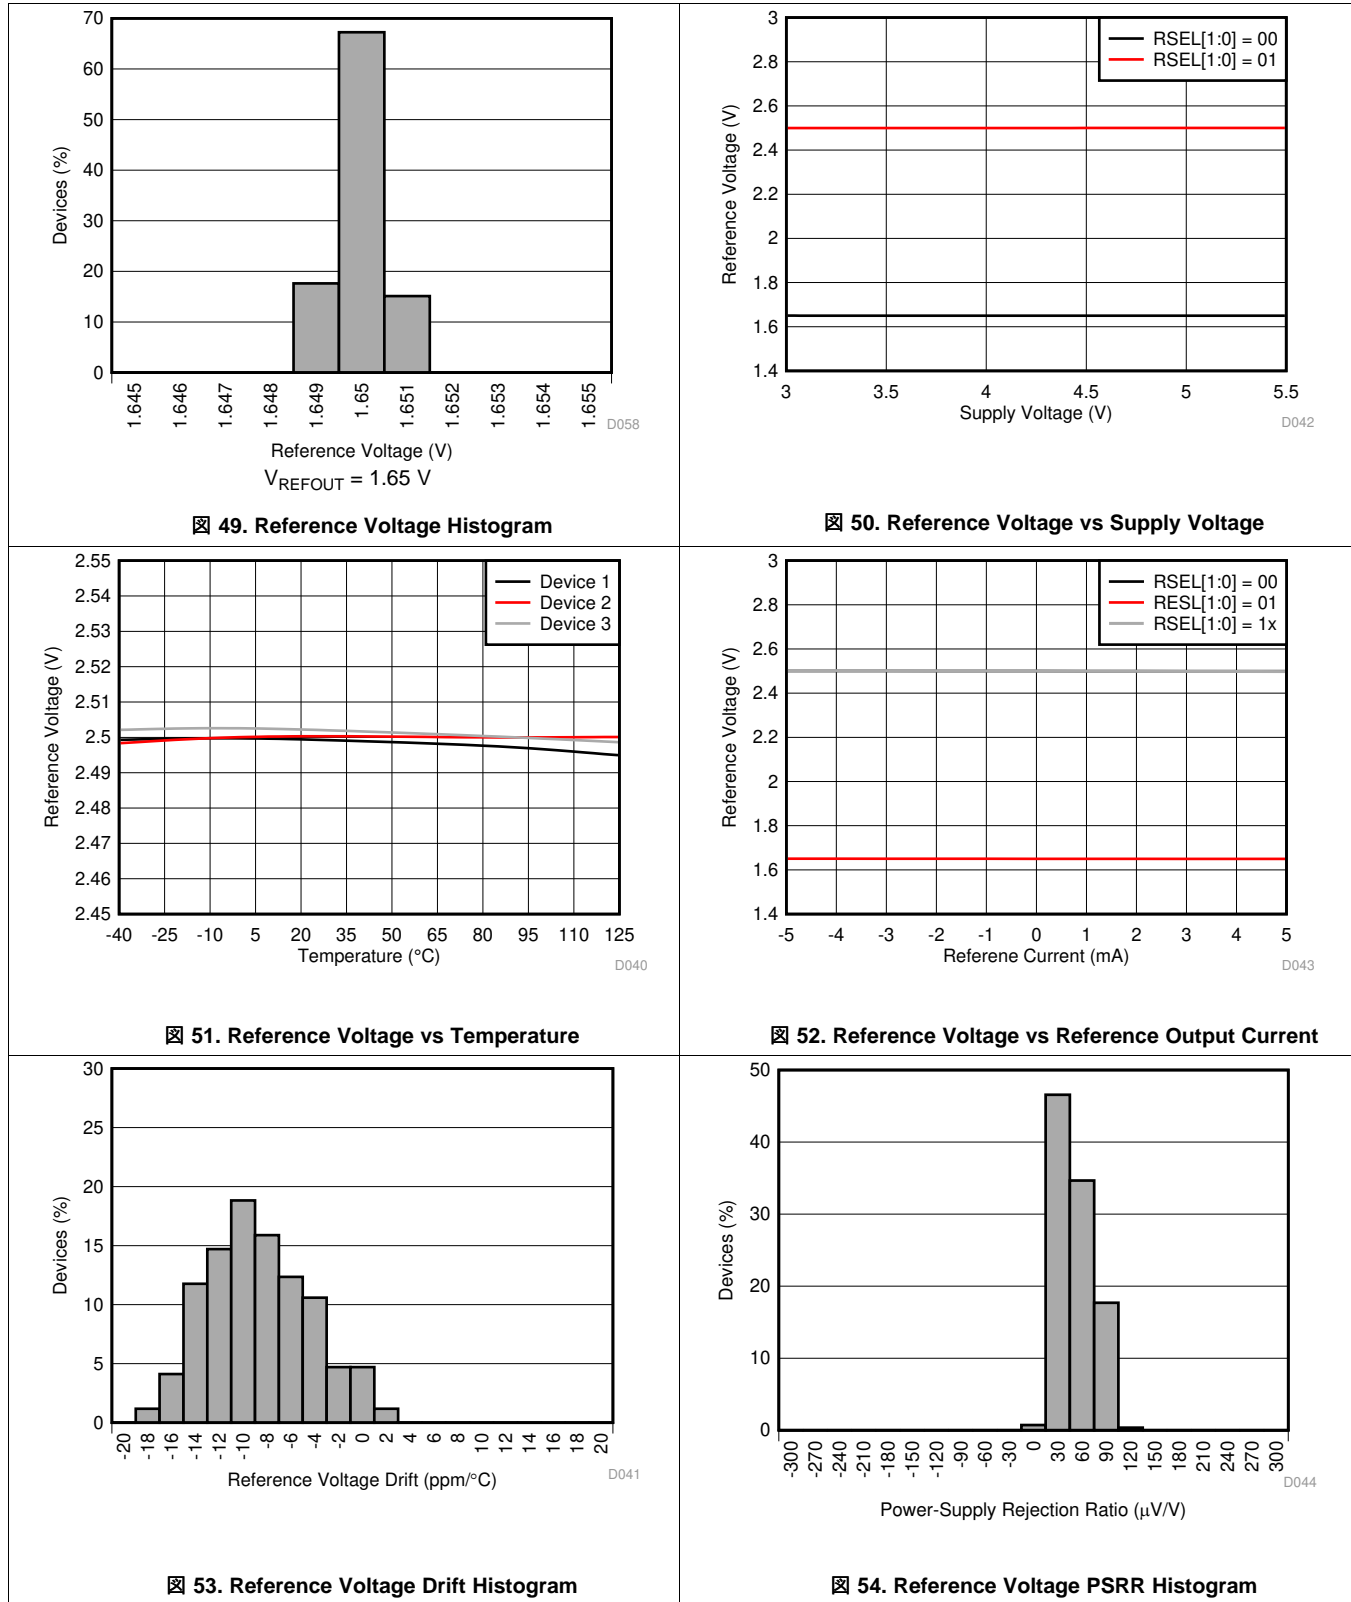 70
60
50
40
30
20
10
0
Devices (%)
1.645
1.646
1.647
1.648
1.649
1.65
1.651
1.652
1.653
1.654
1.655
D058
Reference Voltage (V)
VREFOUT = 1.65 V
図 49. Reference Voltage Histogram
3
2.8
2.6
2.4
2.2
2
1.8
1.6
1.4
Reference Voltage (V)
RSEL[1:0] = 00
RSEL[1:0] = 01
3 3.5 4 4.5 5 5.5
Supply Voltage (V)
D042
図 50. Reference Voltage vs Supply Voltage
2.55
2.54
2.53
2.52
2.51
2.5
2.49
2.48
2.47
2.46
2.45
Reference Voltage (V)
Device 1
Device 2
Device 3
-40 -25 -10 5 20 35 50 65 80 95 110 125
Temperature (°C)
D040
図 51. Reference Voltage vs Temperature
3
2.8
2.6
2.4
2.2
2
1.8
1.6
1.4
Reference Voltage (V)
RSEL[1:0] = 00
RESL[1:0] = 01
RSEL[1:0] = 1x
-5 -4 -3 -2 -1 0 1 2 3 4 5
Referene Current (mA)
D043
図 52. Reference Voltage vs Reference Output Current
30
25
20
15
10
5
0
Devices (%)
-20
-18
-16
-14
-12
-10
-8
-6
-4
-2
0
2
4
6
8
10
12
14
16
18
20
Reference Voltage Drift (ppm/°C)
D041
図 53. Reference Voltage Drift Histogram
50
40
30
20
10
0
Devices (%)
-300
-270
-240
-210
-180
-150
-120
-90
-60
-30
0
30
60
90
120
150
180
210
240
270
300
D044
Power-Supply Rejection Ratio (μV/V)
図 54. Reference Voltage PSRR Histogram